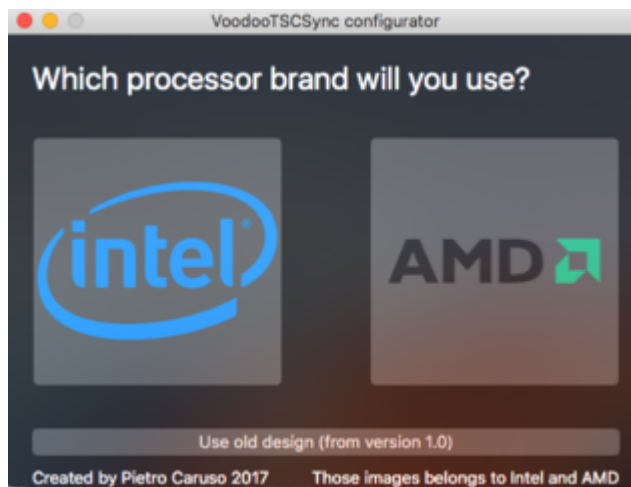 VoodooTSCSync configurator
Which processor brand will you use?
intel®
AMD
Use old design (from version 1.0)
Created by Pietro Caruso 2017 Those images belongs to Intel and AMD